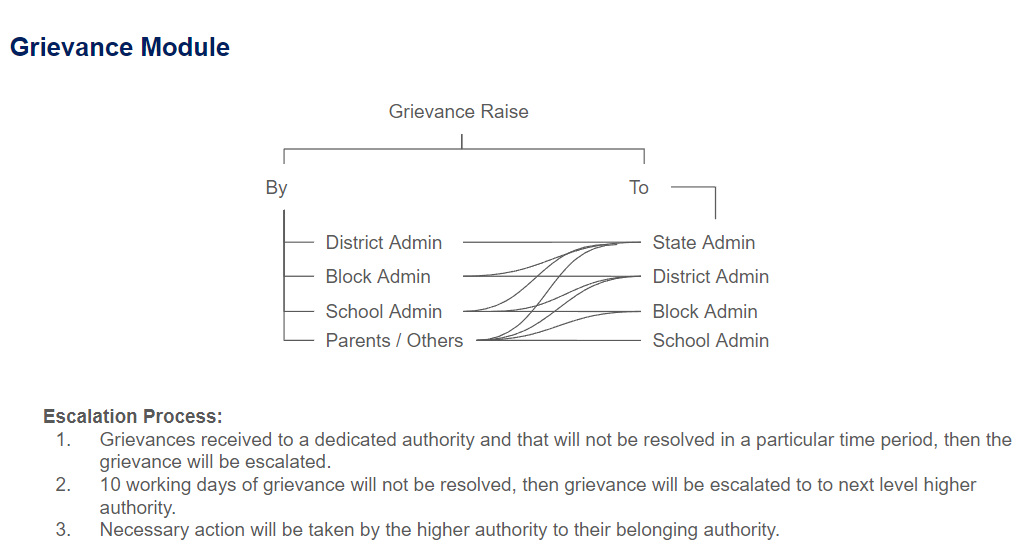 Grievance Module
Grievance Raise
By
To
District Admin
State Admin
Block Admin
District Admin
School Admin
Block Admin
Parents / Others
School Admin
Escalation Process:
1. Grievances received to a dedicated authority and that will not be resolved in a particular time period, then the
grievance will be escalated.
2. 10 working days of grievance will not be resolved, then grievance will be escalated to to next level higher
authority.
3. Necessary action will be taken by the higher authority to their belonging authority.